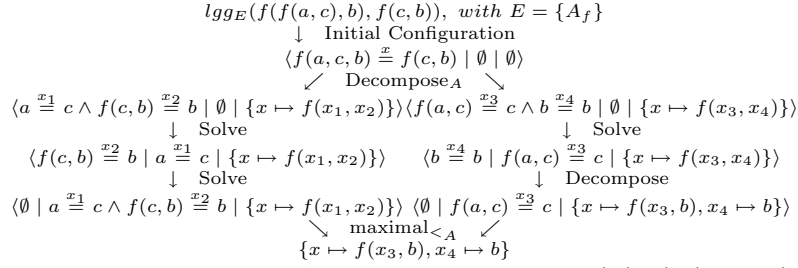 lgg_E(f(f(a, c), b), f(c, b)), with E = {A_f}
↓ Initial Configuration
⟨f(a, c, b) ≝x f(c, b) | ∅ | ∅⟩
↙ Decompose_A ↘
⟨a =^{x_1} c ∧ f(c, b) =^{x_2} b | ∅ | {x ↦ f(x_1, x_2)}⟩ ⟨f(a, c) =^{x_3} c ∧ b =^{x_4} b | ∅ | {x ↦ f(x_3, x_4)}⟩
↓ Solve ↓ Solve
⟨f(c, b) =^{x_2} b | a =^{x_1} c | {x ↦ f(x_1, x_2)}⟩ ⟨b =^{x_4} b | f(a, c) =^{x_3} c | {x ↦ f(x_3, x_4)}⟩
↓ Solve ↓ Decompose
⟨∅ | a =^{x_1} c ∧ f(c, b) =^{x_2} b | {x ↦ f(x_1, x_2)}⟩ ⟨∅ | f(a, c) =^{x_3} c | {x ↦ f(x_3, b), x_4 ↦ b}⟩
↘ maximal_{<_A} ↙
{x ↦ f(x_3, b), x_4 ↦ b}